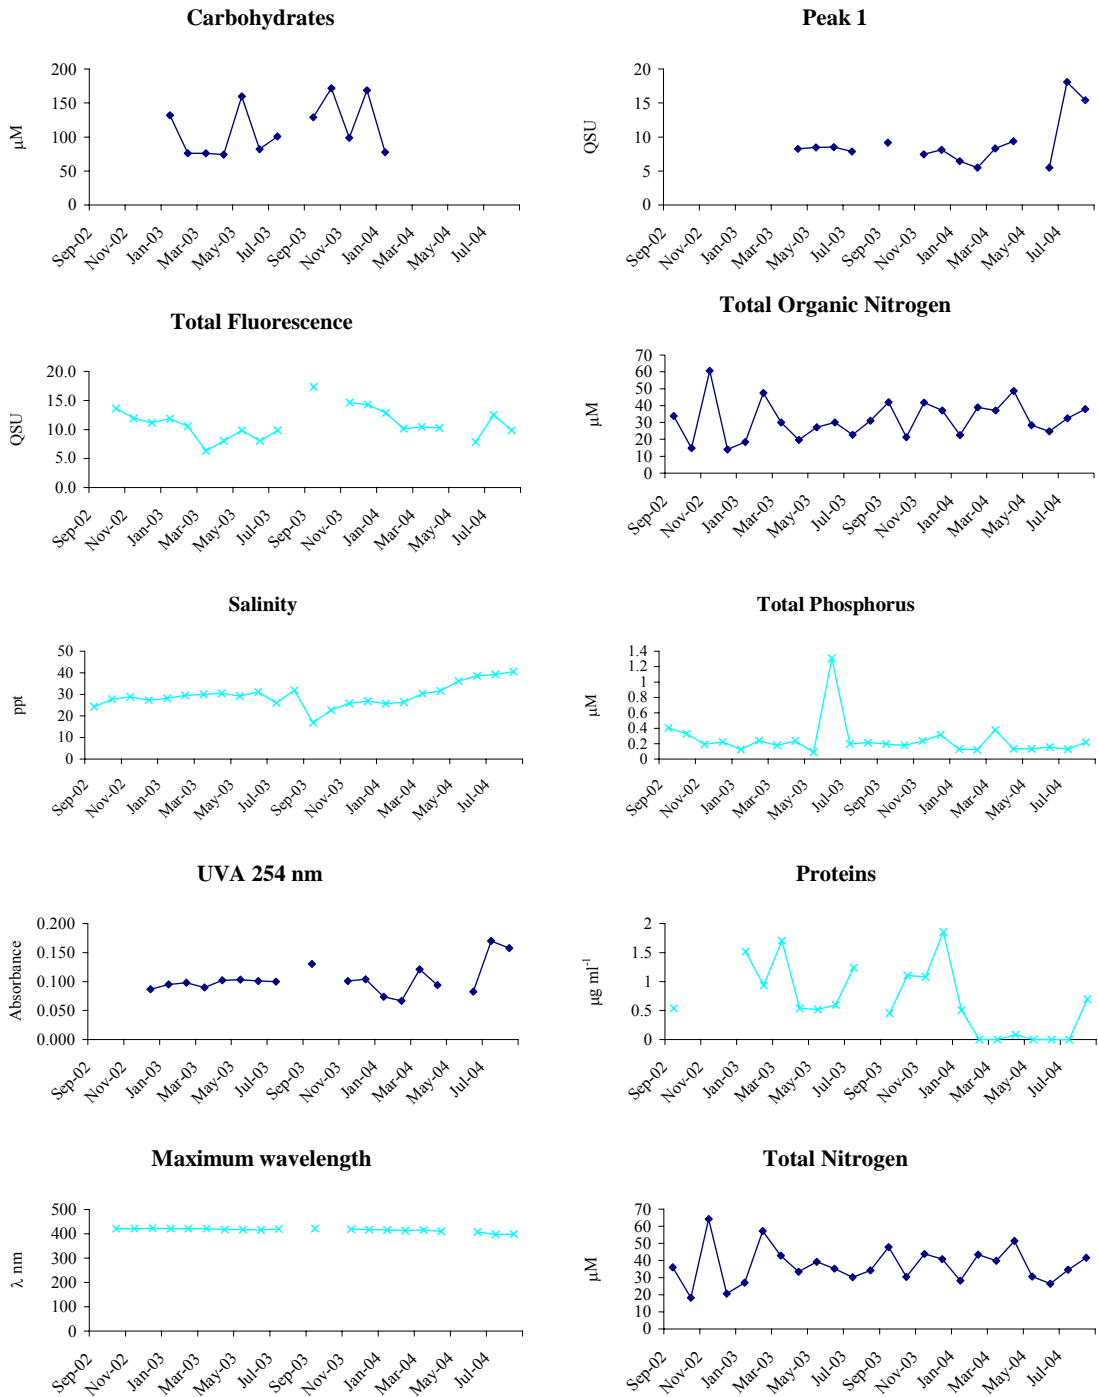 Carbohydrates
200
150
100
50
0
µM
Sep-02 Nov-02 Jan-03 Mar-03 May-03 Jul-03 Sep-03 Nov-03 Jan-04 Mar-04 May-04 Jul-04
Peak 1
20
15
10
5
0
QSU
Sep-02 Nov-02 Jan-03 Mar-03 May-03 Jul-03 Sep-03 Nov-03 Jan-04 Mar-04 May-04 Jul-04
Total Fluorescence
20.0
15.0
10.0
5.0
0.0
QSU
Sep-02 Nov-02 Jan-03 Mar-03 May-03 Jul-03 Sep-03 Nov-03 Jan-04 Mar-04 May-04 Jul-04
Total Organic Nitrogen
70
60
50
40
30
20
10
0
µM
Sep-02 Nov-02 Jan-03 Mar-03 May-03 Jul-03 Sep-03 Nov-03 Jan-04 Mar-04 May-04 Jul-04
Salinity
50
40
30
20
10
0
ppt
Sep-02 Nov-02 Jan-03 Mar-03 May-03 Jul-03 Sep-03 Nov-03 Jan-04 Mar-04 May-04 Jul-04
Total Phosphorus
1.4
1.2
1
0.8
0.6
0.4
0.2
0
µM
Sep-02 Nov-02 Jan-03 Mar-03 May-03 Jul-03 Sep-03 Nov-03 Jan-04 Mar-04 May-04 Jul-04
UVA 254 nm
0.200
0.150
0.100
0.050
0.000
Absorbance
Sep-02 Nov-02 Jan-03 Mar-03 May-03 Jul-03 Sep-03 Nov-03 Jan-04 Mar-04 May-04 Jul-04
Proteins
2
1.5
1
0.5
0
µg ml⁻¹
Sep-02 Nov-02 Jan-03 Mar-03 May-03 Jul-03 Sep-03 Nov-03 Jan-04 Mar-04 May-04 Jul-04
Maximum wavelength
500
400
300
200
100
0
λ nm
Sep-02 Nov-02 Jan-03 Mar-03 May-03 Jul-03 Sep-03 Nov-03 Jan-04 Mar-04 May-04 Jul-04
Total Nitrogen
70
60
50
40
30
20
10
0
µM
Sep-02 Nov-02 Jan-03 Mar-03 May-03 Jul-03 Sep-03 Nov-03 Jan-04 Mar-04 May-04 Jul-04